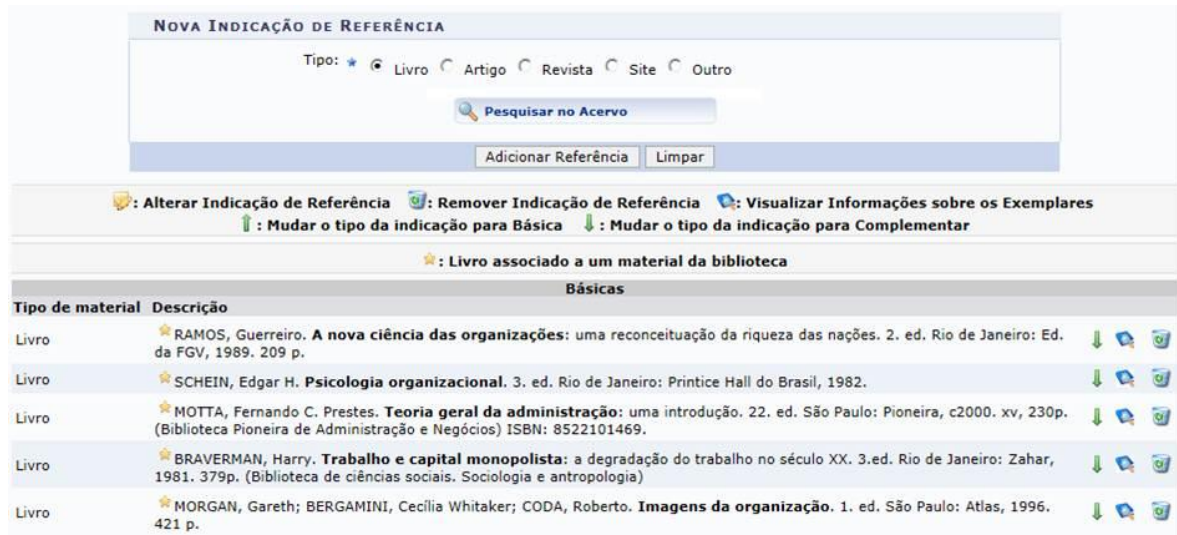 NOVA INDICAÇÃO DE REFERÊNCIA
Tipo: Livro Artigo Revista Site Outro
Pesquisar no Acervo
Adicionar Referência Limpar
: Alterar Indicação de Referência : Remover Indicação de Referência : Visualizar Informações sobre os Exemplares
: Mudar o tipo da indicação para Básica : Mudar o tipo da indicação para Complementar
: Livro associado a um material da biblioteca
Básicas
Tipo de material Descrição
Livro RAMOS, Guerreiro. A nova ciência das organizações: uma reconceituação da riqueza das nações. 2. ed. Rio de Janeiro: Ed.
da FGV, 1989. 209 p.
Livro SCHEIN, Edgar H. Psicologia organizacional. 3. ed. Rio de Janeiro: Printice Hall do Brasil, 1982.
Livro MOTTA, Fernando C. Prestes. Teoria geral da administração: uma introdução. 22. ed. São Paulo: Pioneira, c2000. xv, 230p.
(Biblioteca Pioneira de Administração e Negócios) ISBN: 8522101469.
Livro BRAVERMAN, Harry. Trabalho e capital monopolista: a degradação do trabalho no século XX. 3.ed. Rio de Janeiro: Zahar,
1981. 379p. (Biblioteca de ciências sociais. Sociologia e antropologia)
Livro MORGAN, Gareth; BERGAMINI, Cecília Whitaker; CODA, Roberto. Imagens da organização. 1. ed. São Paulo: Atlas, 1996.
421 p.